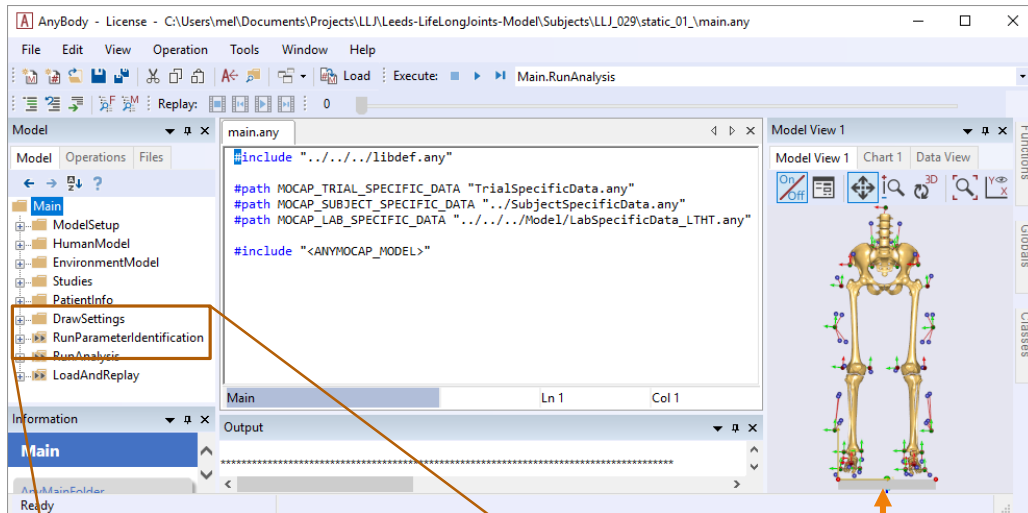 AnyBody - License - C:\Users\mel\Documents\Projects\LLJ\Leeds-LifeLongJoints-Model\Subjects\LLJ_029\static_01_\main.any
File Edit View Operation Tools Window Help
Load Execute: Main.RunAnalysis
Replay: 0
Model
main.any
Model View 1
Functions
Model Operations Files
Model View 1 Chart 1 Data View
On/Off 3D Y X
#include "../../../libdef.any"
#path MOCAP_TRIAL_SPECIFIC_DATA "TrialSpecificData.any"
#path MOCAP_SUBJECT_SPECIFIC_DATA "../SubjectSpecificData.any"
#path MOCAP_LAB_SPECIFIC_DATA "../../../Model/LabSpecificData_LTHT.any"
#include "<ANYMOCAP_MODEL>"
Main
ModelSetup
HumanModel
EnvironmentModel
Studies
PatientInfo
DrawSettings
RunParameterIdentification
RunAnalysis
LoadAndReplay
Globals
Classes
Main Ln 1 Col 1
Information
Output
Main
*****************************************************************************
AnyMainFolder
Ready